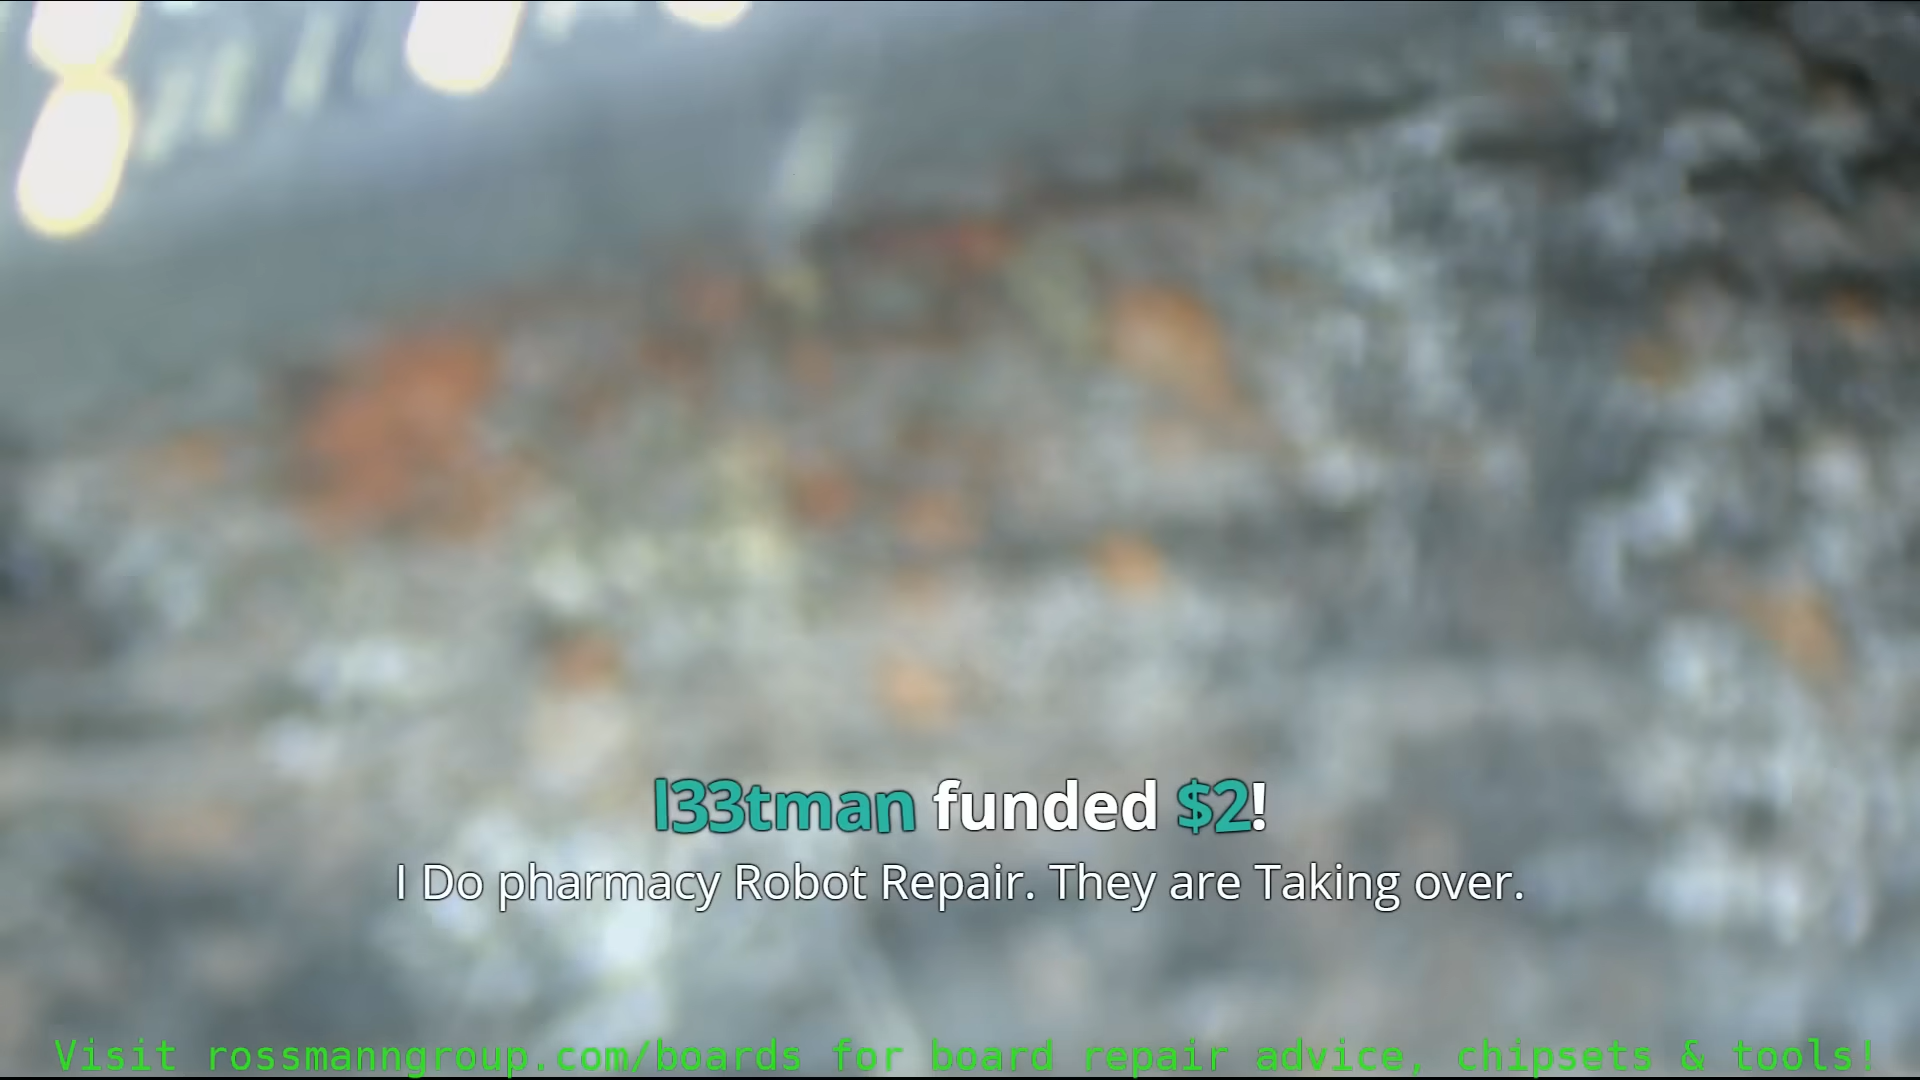 l33tman funded $2!
I Do pharmacy Robot Repair. They are Taking over.
Visit rossmanngroup.com/boards for board repair advice, chipsets & tools!